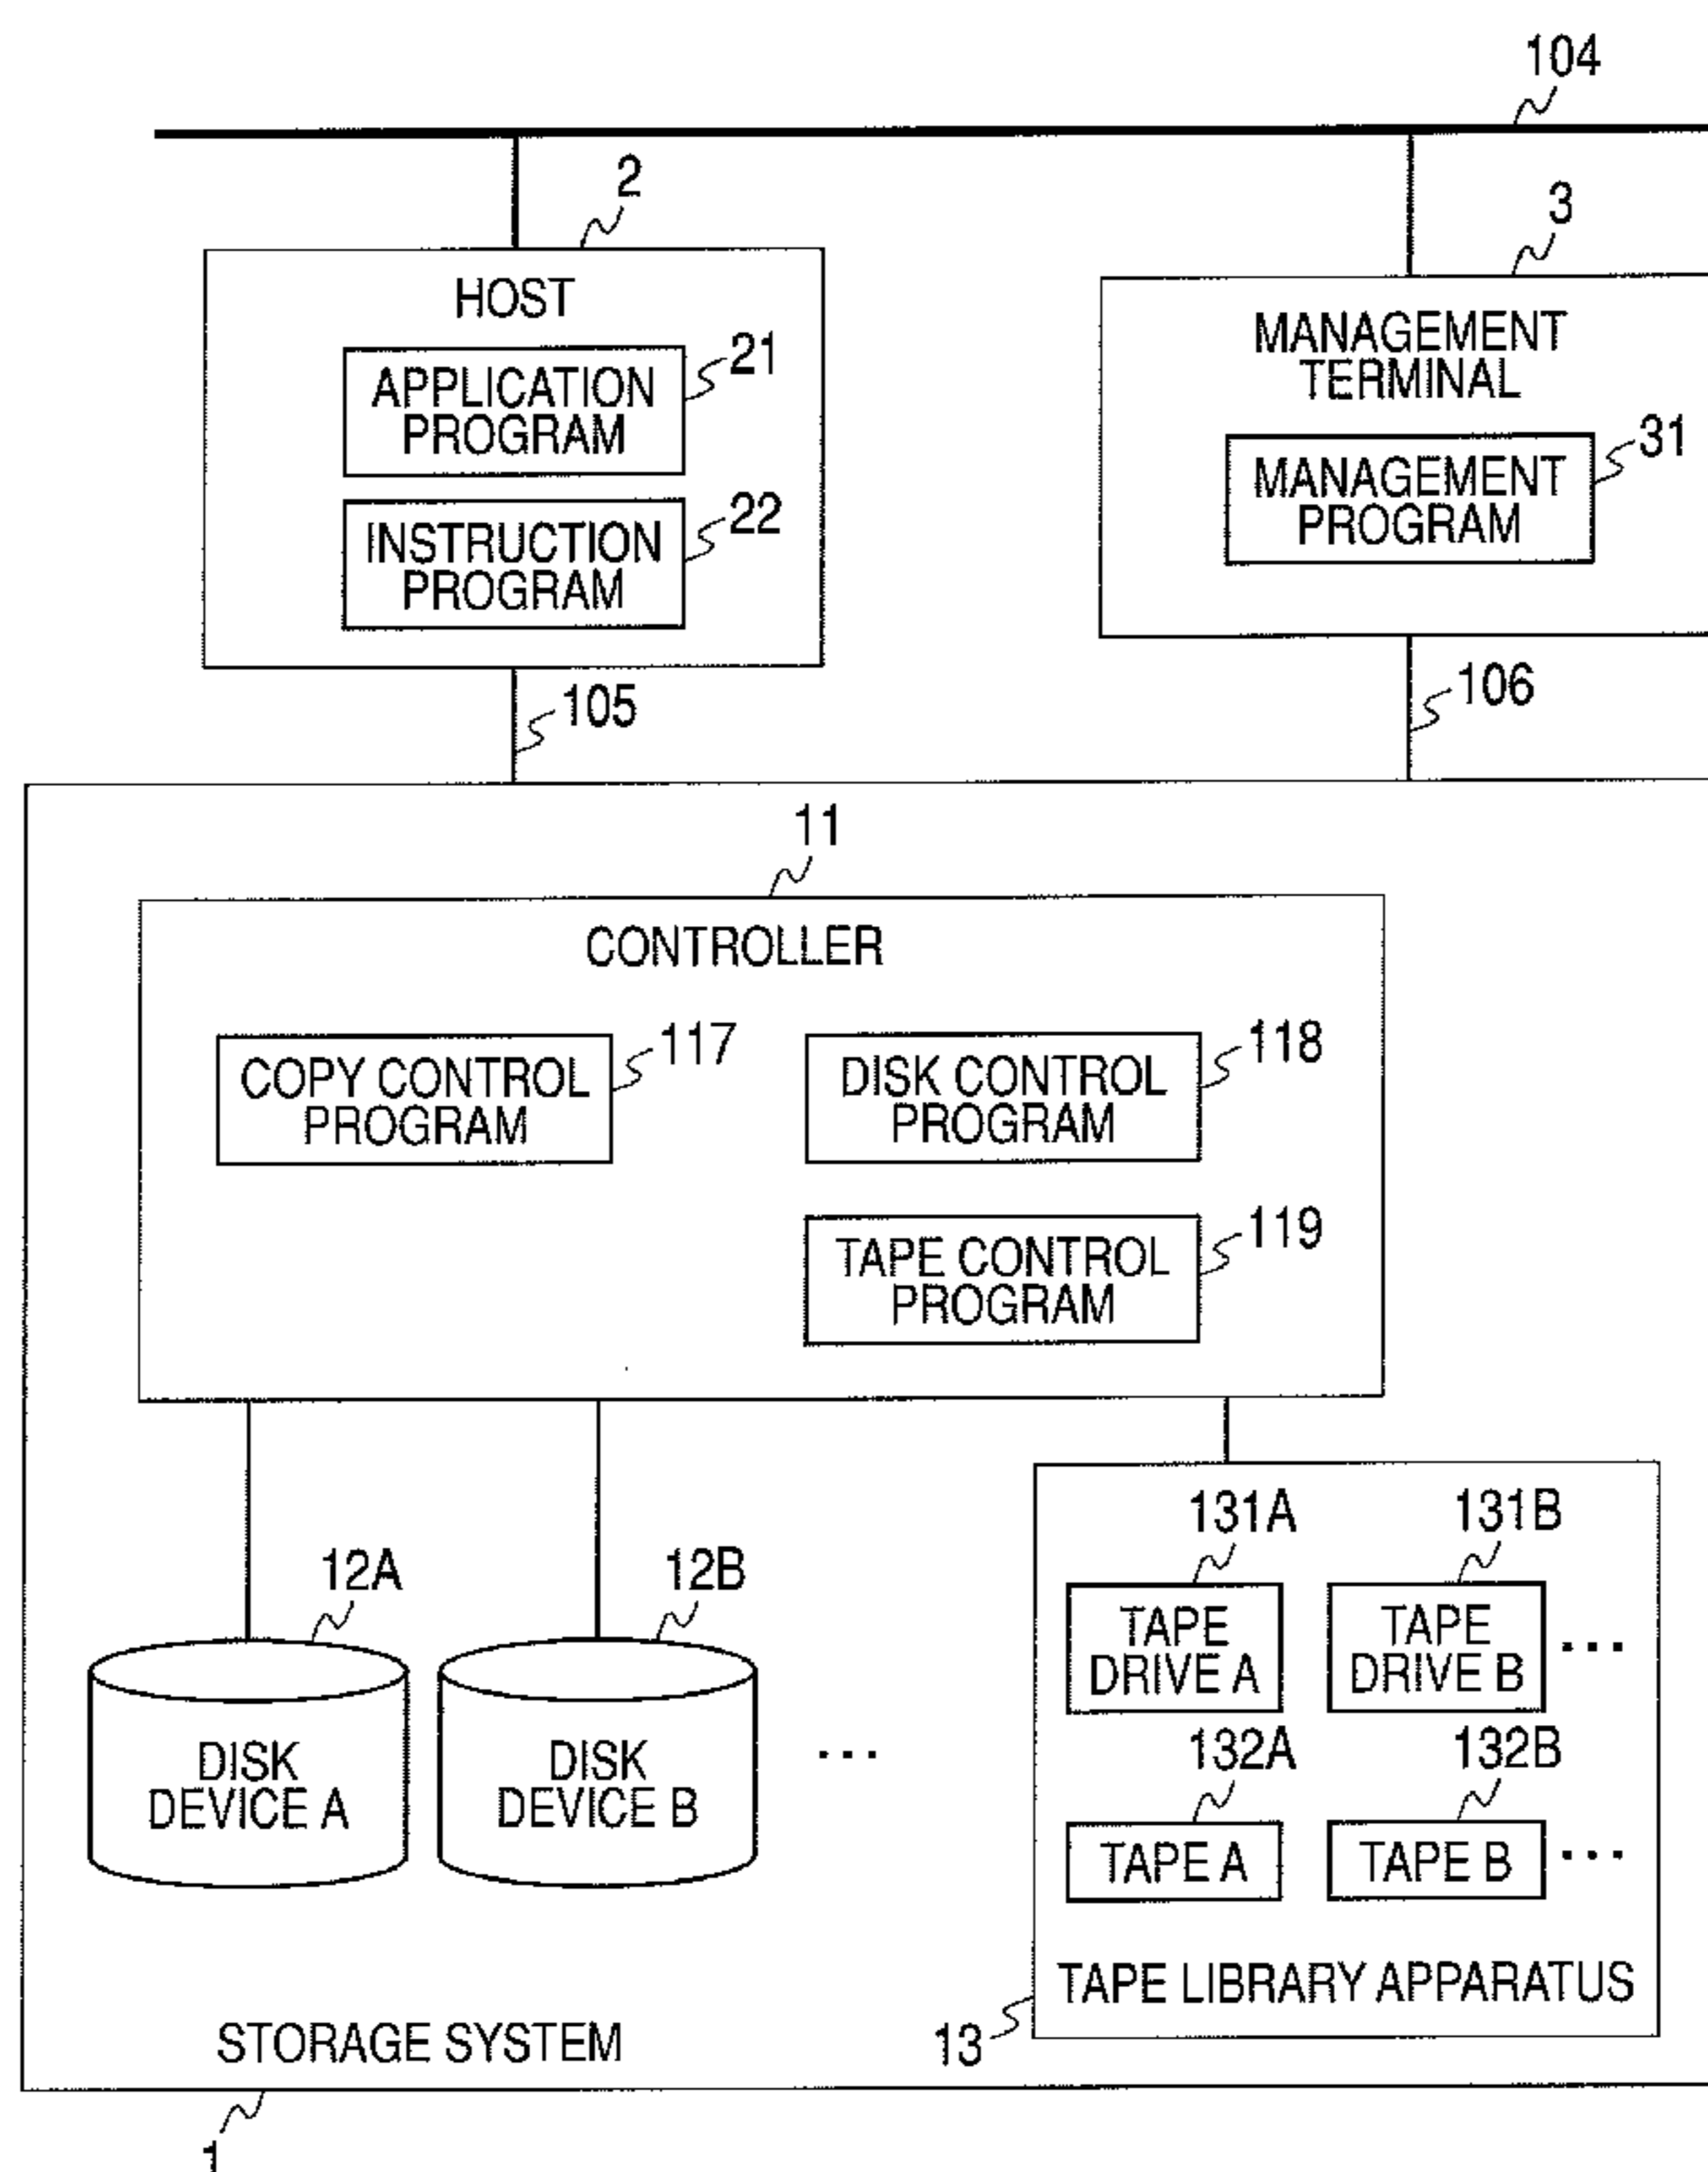 104
2
3
HOST
MANAGEMENT
TERMINAL
21
APPLICATION
PROGRAM
31
MANAGEMENT
PROGRAM
22
INSTRUCTION
PROGRAM
105
106
11
CONTROLLER
117
COPY CONTROL
PROGRAM
118
DISK CONTROL
PROGRAM
119
TAPE CONTROL
PROGRAM
131A
131B
12A
12B
TAPE
DRIVE A
TAPE
DRIVE B
...
132A
132B
DISK
DEVICE A
DISK
DEVICE B
...
TAPE A
TAPE B
...
TAPE LIBRARY APPARATUS
13
STORAGE SYSTEM
1